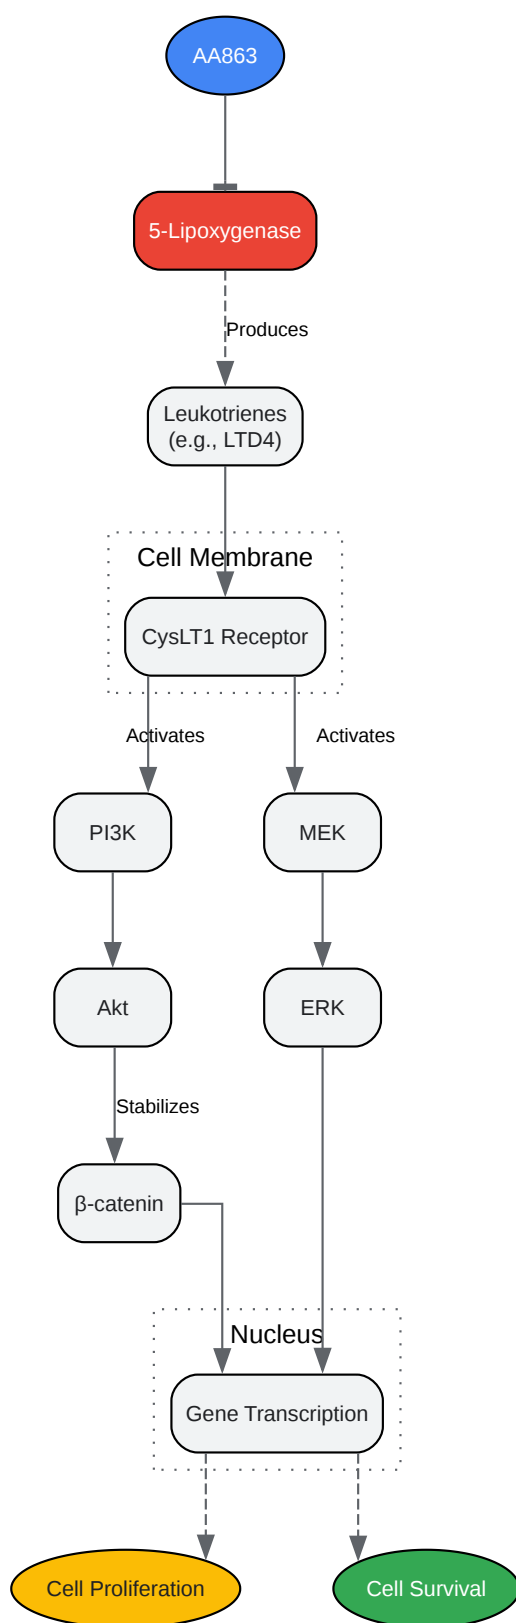 AA863
5-Lipoxygenase
Produces
Leukotrienes
(e.g., LTD4)
Cell Membrane
CysLT1 Receptor
Activates
Activates
PI3K
MEK
Akt
ERK
Stabilizes
β-catenin
Nucleus
Gene Transcription
Cell Proliferation
Cell Survival